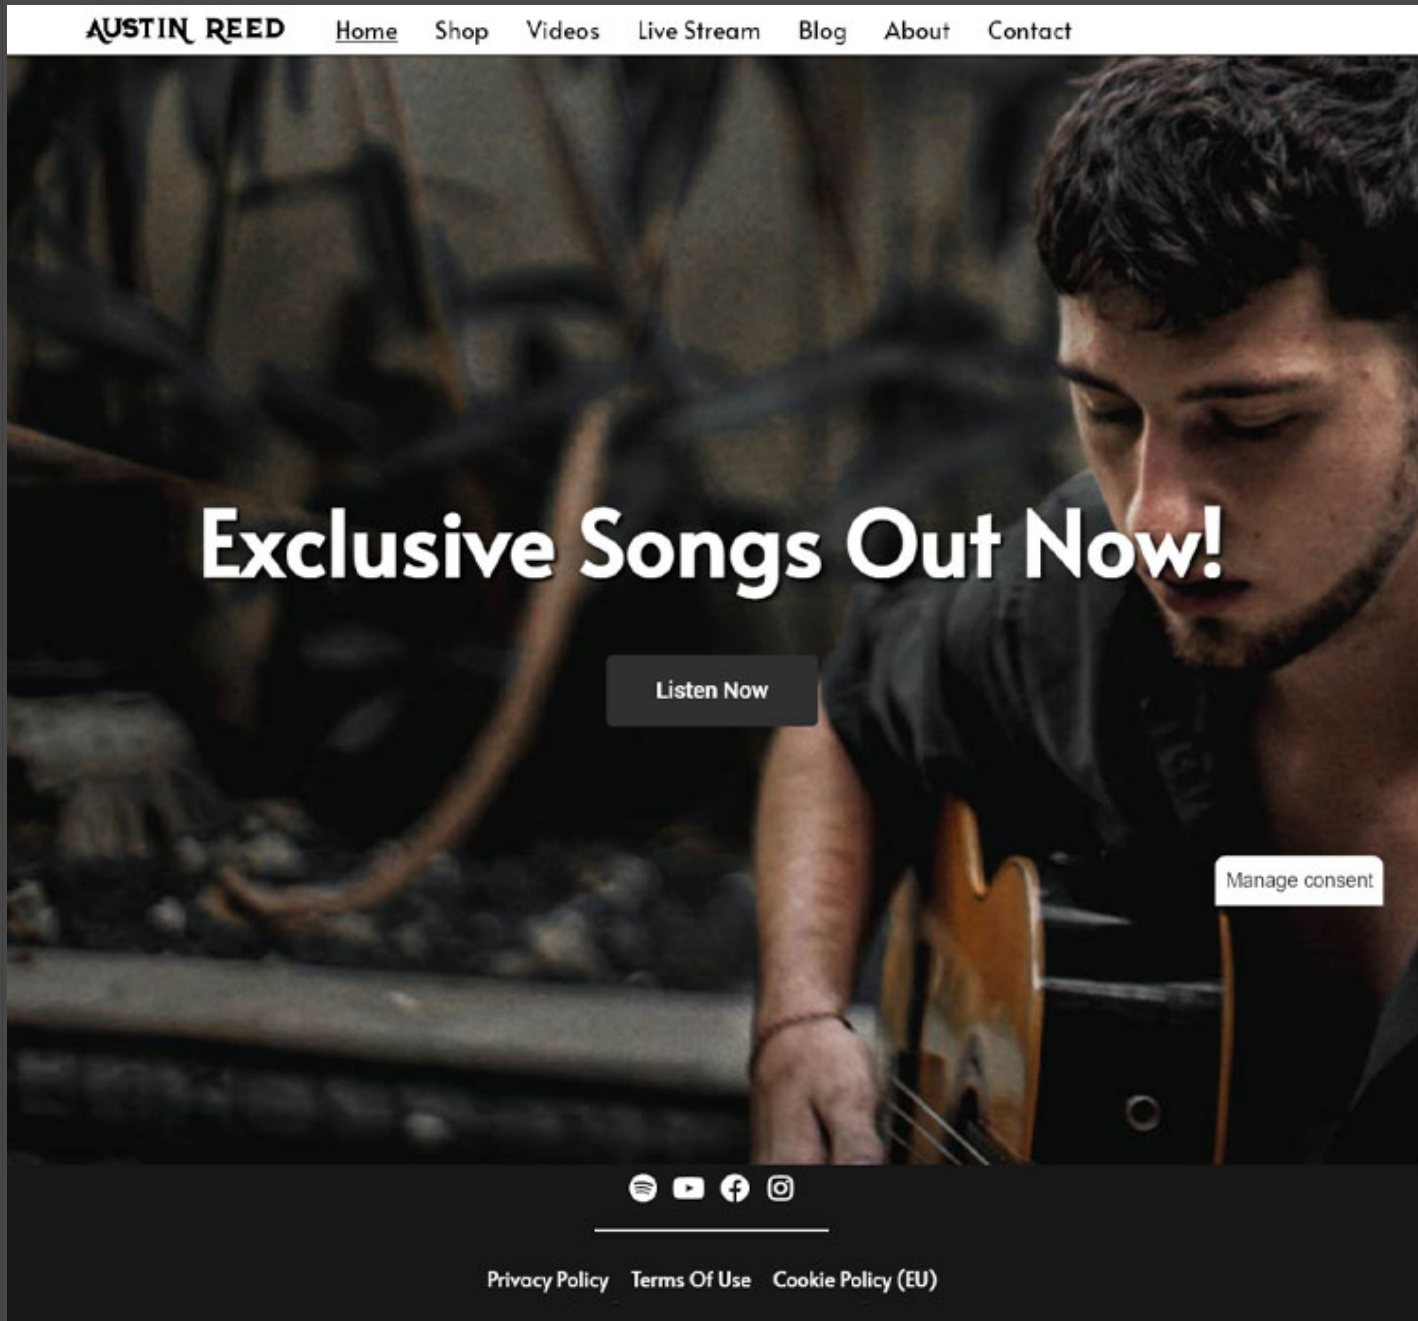 AUSTIN REED Home Shop Videos Live Stream Blog About Contact
Exclusive Songs Out Now!
Listen Now
Manage consent
Privacy Policy Terms Of Use Cookie Policy (EU)